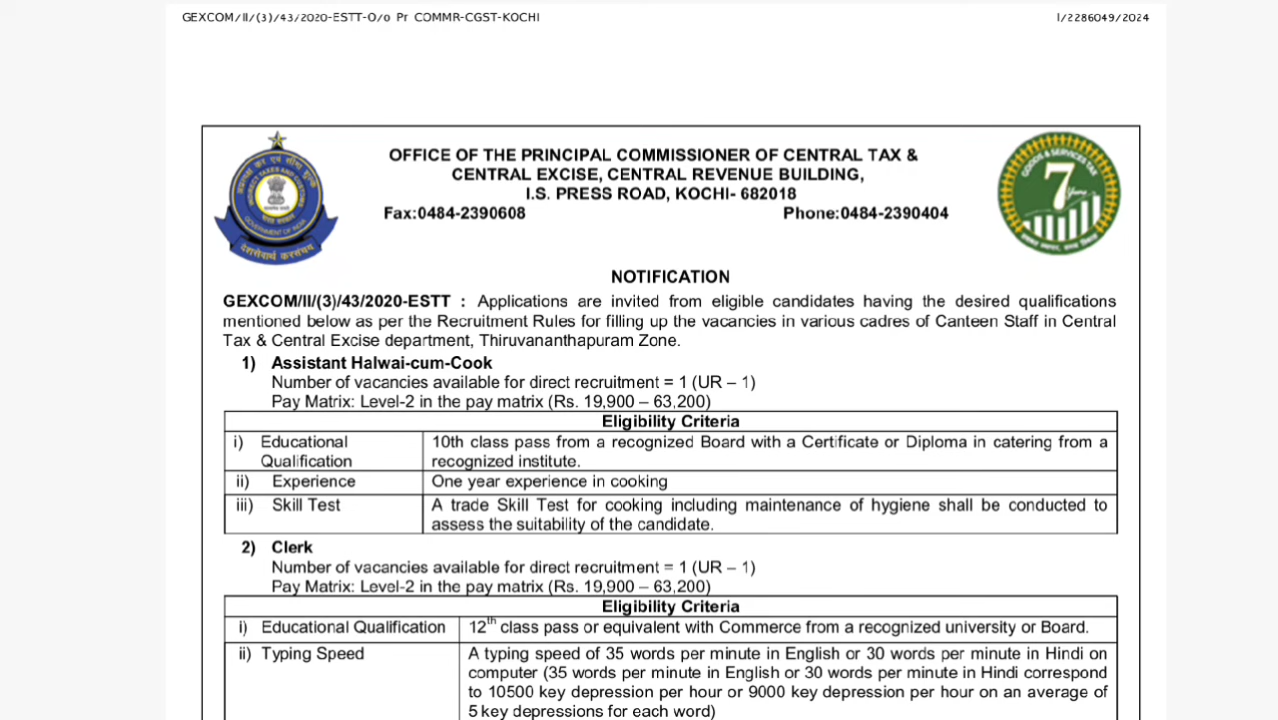 GEXCOM/II/(3)/43/2020-ESTT-O/o Pr COMMR-CGST-KOCHI
I/2286049/2024
OFFICE OF THE PRINCIPAL COMMISSIONER OF CENTRAL TAX &
CENTRAL EXCISE, CENTRAL REVENUE BUILDING,
I.S. PRESS ROAD, KOCHI- 682018
Fax:0484-2390608 Phone:0484-2390404
GOODS & SERVICES TAX
7
Years
GOVERNMENT OF INDIA
देशसेवार्थ करसंचय
NOTIFICATION
GEXCOM/II/(3)/43/2020-ESTT : Applications are invited from eligible candidates having the desired qualifications
mentioned below as per the Recruitment Rules for filling up the vacancies in various cadres of Canteen Staff in Central
Tax & Central Excise department, Thiruvananthapuram Zone.
1) Assistant Halwai-cum-Cook
Number of vacancies available for direct recruitment = 1 (UR – 1)
Pay Matrix: Level-2 in the pay matrix (Rs. 19,900 – 63,200)
Eligibility Criteria
i) Educational Qualification 10th class pass from a recognized Board with a Certificate or Diploma in catering from a
recognized institute.
ii) Experience One year experience in cooking
iii) Skill Test A trade Skill Test for cooking including maintenance of hygiene shall be conducted to
assess the suitability of the candidate.
2) Clerk
Number of vacancies available for direct recruitment = 1 (UR – 1)
Pay Matrix: Level-2 in the pay matrix (Rs. 19,900 – 63,200)
Eligibility Criteria
i) Educational Qualification 12th class pass or equivalent with Commerce from a recognized university or Board.
ii) Typing Speed A typing speed of 35 words per minute in English or 30 words per minute in Hindi on
computer (35 words per minute in English or 30 words per minute in Hindi correspond
to 10500 key depression per hour or 9000 key depression per hour on an average of
5 key depressions for each word)